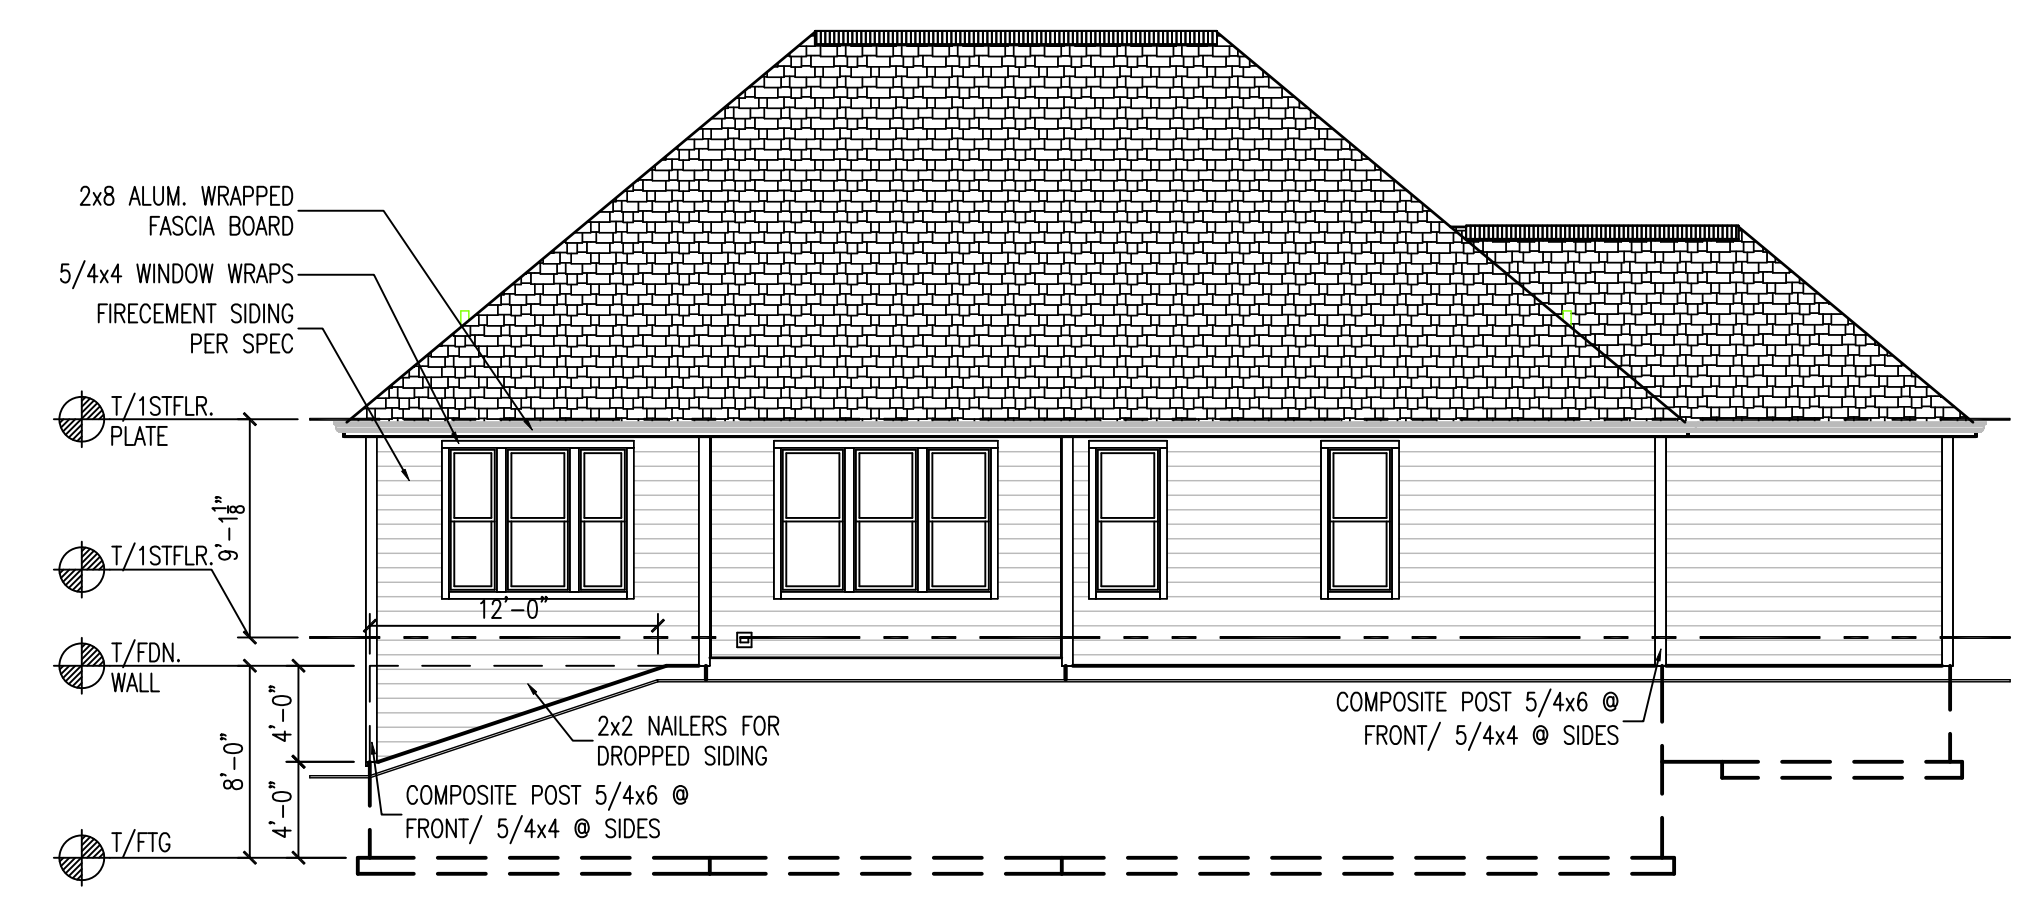 2x8 ALUM. WRAPPED
FASCIA BOARD
5/4x4 WINDOW WRAPS
FIRECEMENT SIDING
PER SPEC
T/1STFLR.
PLATE
9'-1 1/8"
T/1STFLR.
12'-0"
T/FDN.
WALL
4'-0"
8'-0"
4'-0"
2x2 NAILERS FOR
DROPPED SIDING
COMPOSITE POST 5/4x6 @
FRONT/ 5/4x4 @ SIDES
COMPOSITE POST 5/4x6 @
FRONT/ 5/4x4 @ SIDES
T/FTG